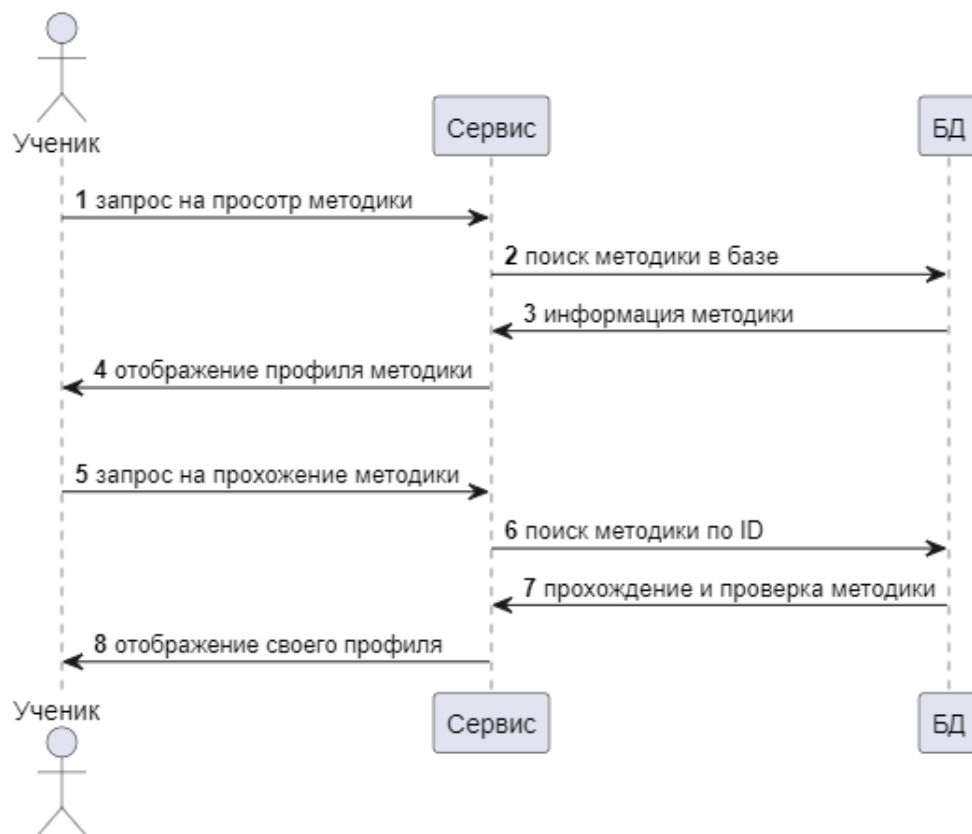 Ученик
Сервис
БД
1 запрос на просотр методики
2 поиск методики в базе
3 информация методики
4 отображение профиля методики
5 запрос на прохожение методики
6 поиск методики по ID
7 прохождение и проверка методики
8 отображение своего профиля
Ученик
Сервис
БД